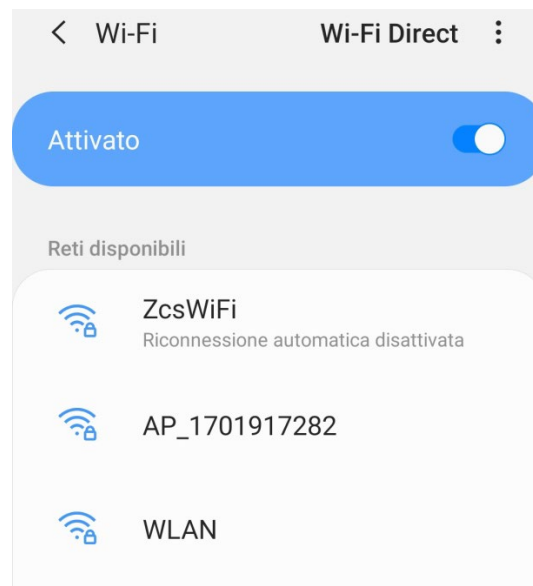 Wi-Fi Wi-Fi Direct
Attivato
Reti disponibili
ZcsWiFi
Riconnessione automatica disattivata
AP_1701917282
WLAN